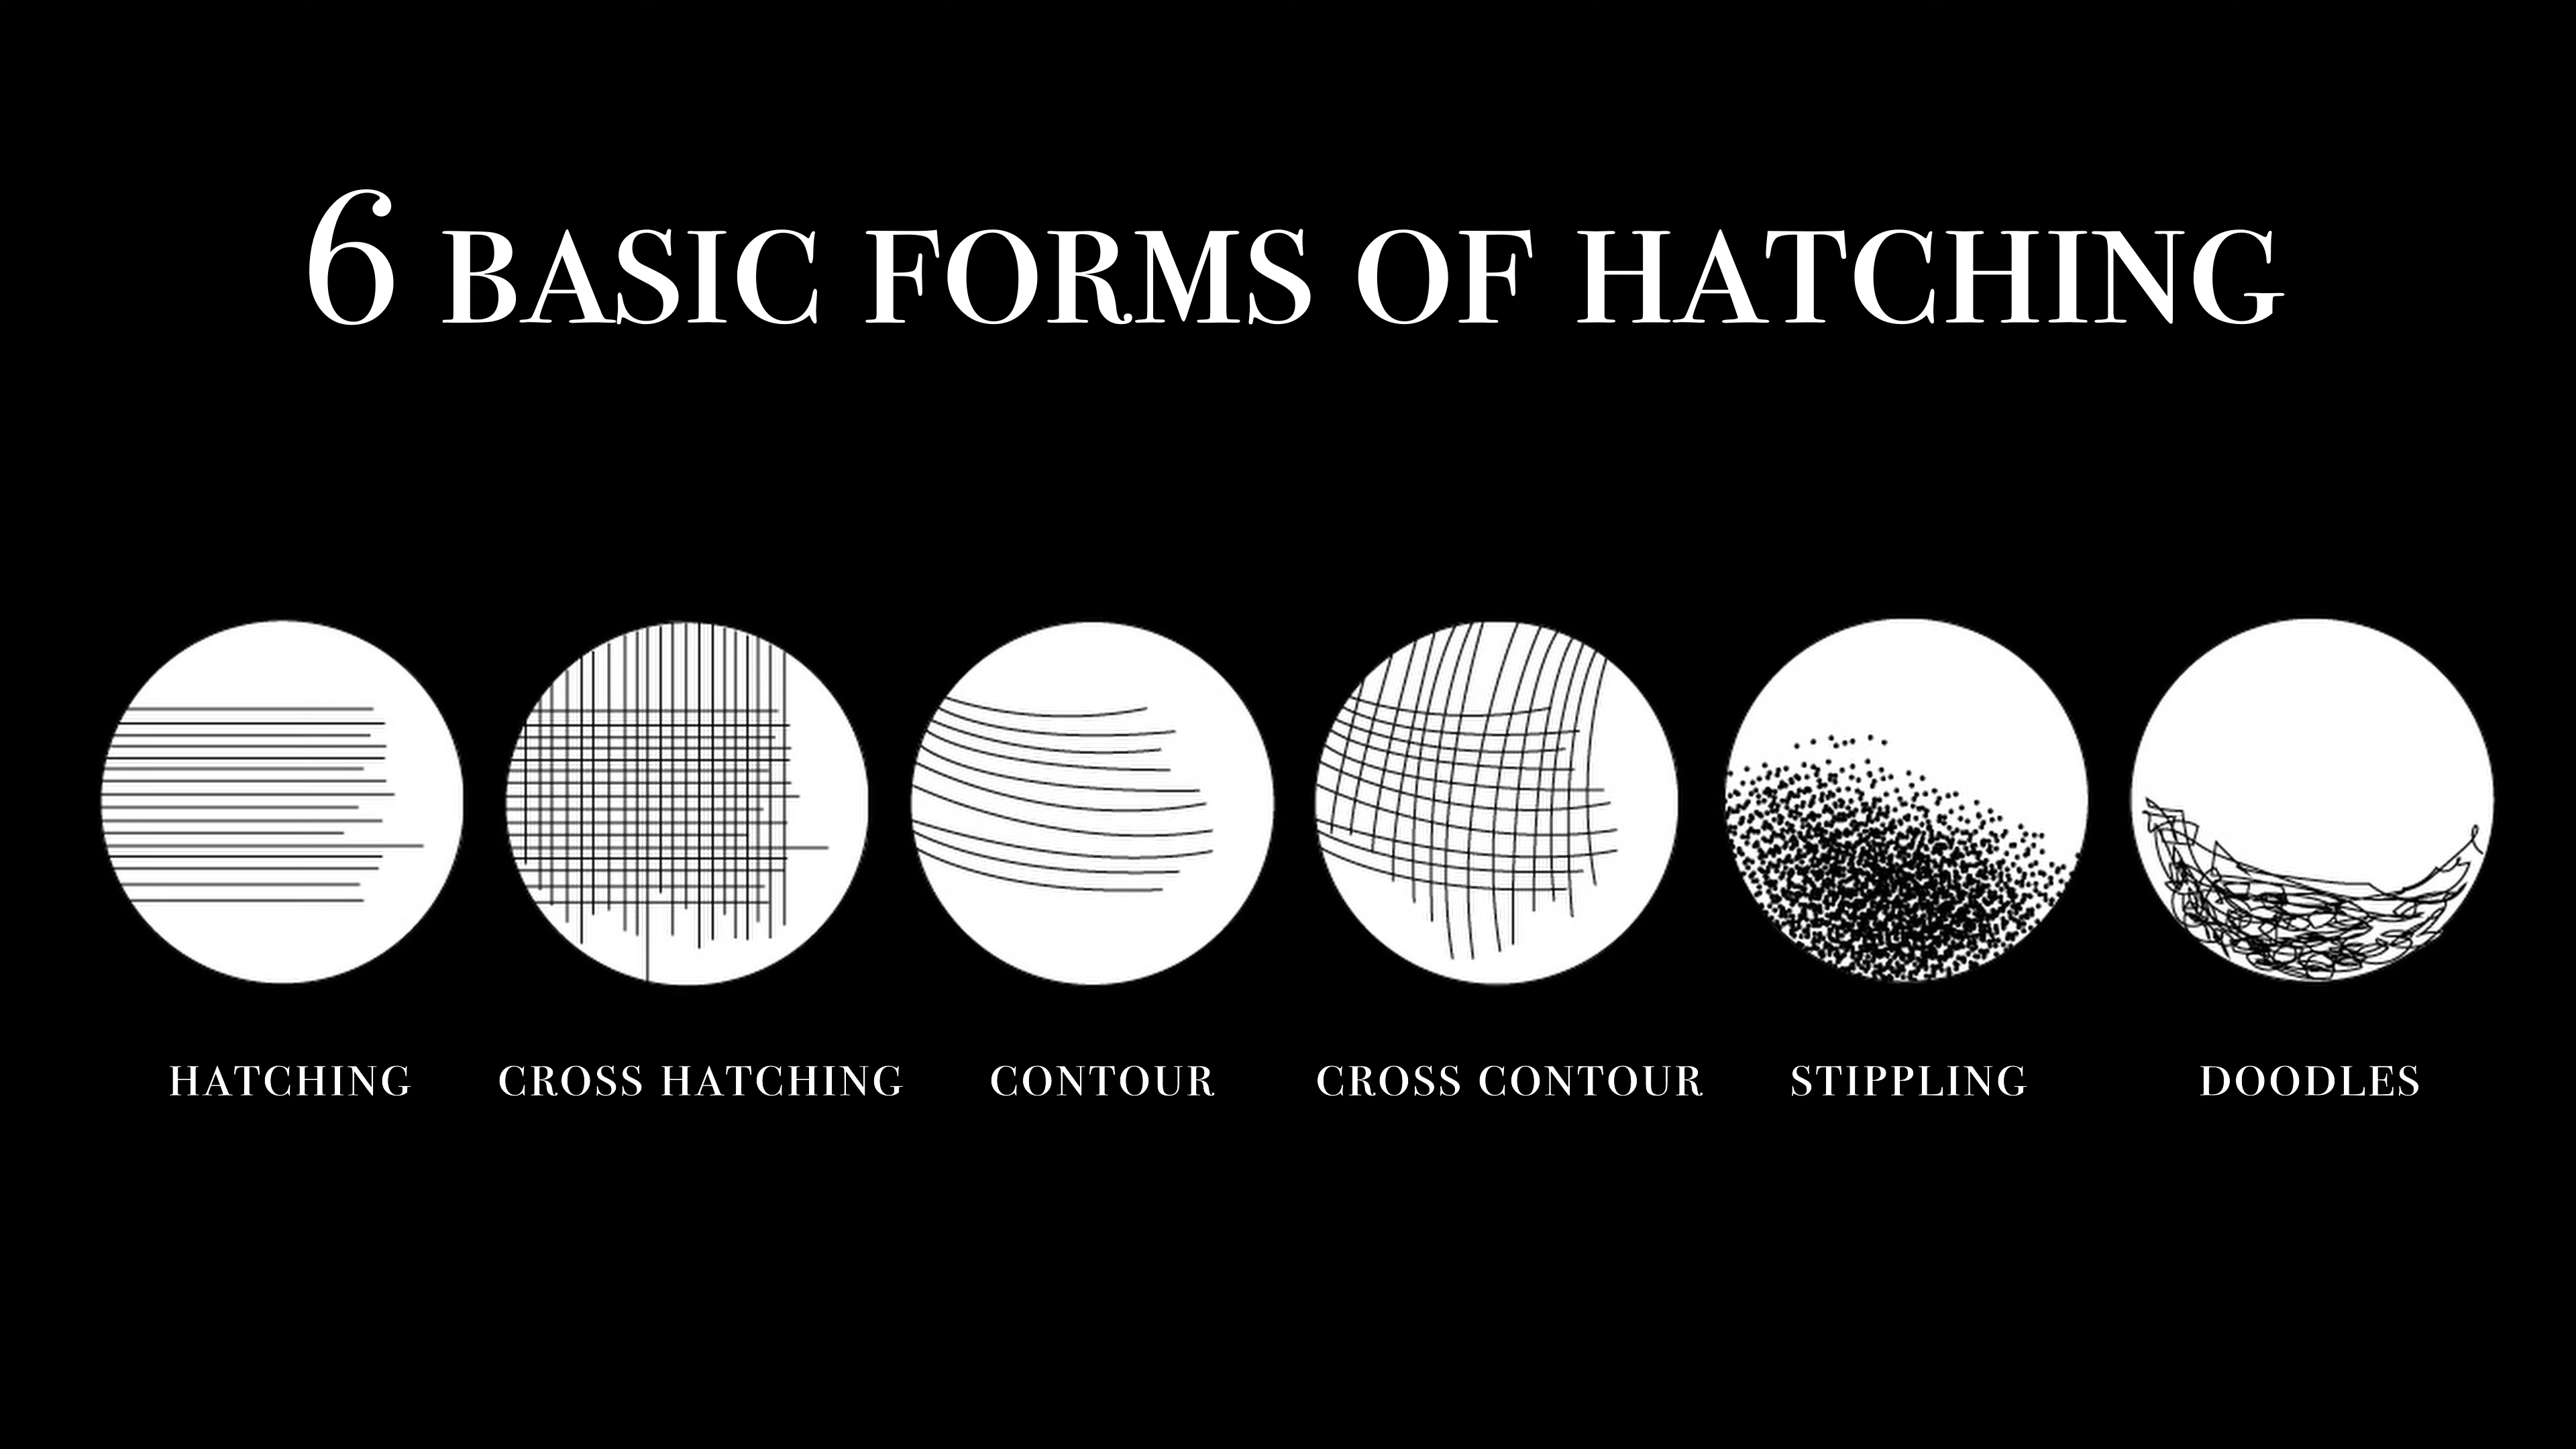 6 BASIC FORMS OF HATCHING
HATCHING
CROSS HATCHING
CONTOUR
CROSS CONTOUR
STIPPLING
DOODLES